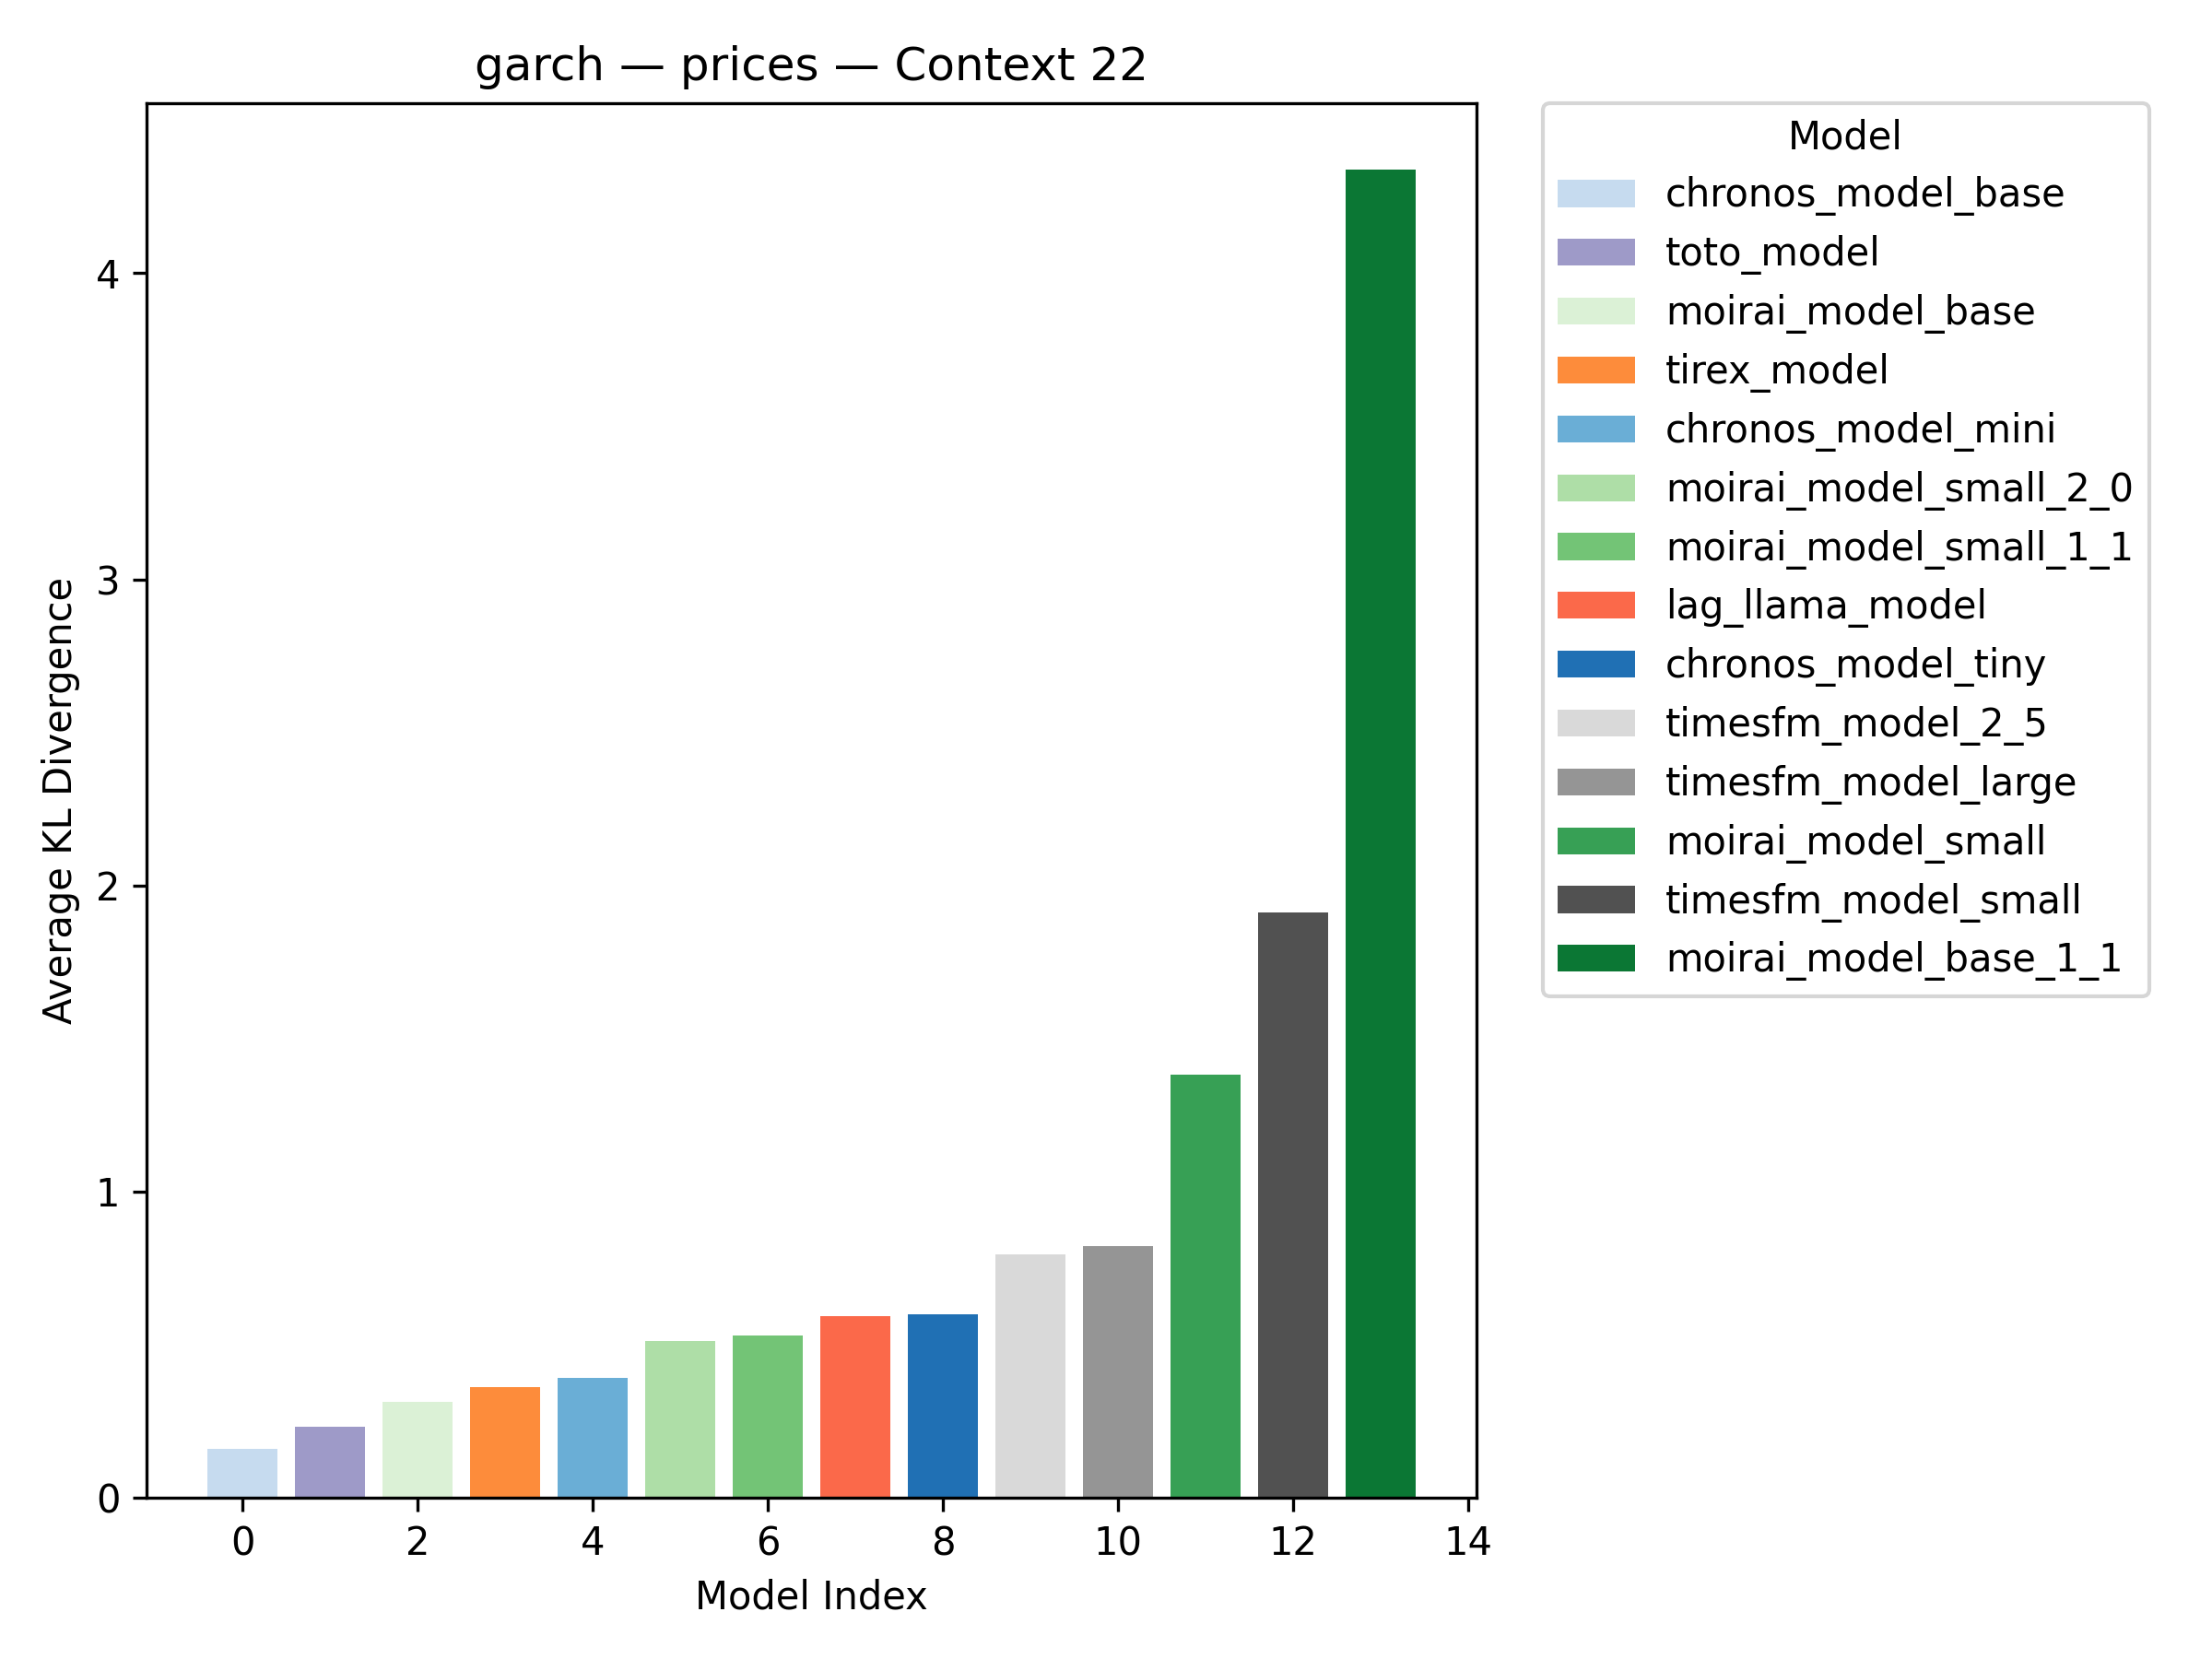 garch — prices — Context 22
Average KL Divergence
4
3
2
1
0
0 2 4 6 8 10 12 14
Model Index
Model
chronos_model_base
toto_model
moirai_model_base
tirex_model
chronos_model_mini
moirai_model_small_2_0
moirai_model_small_1_1
lag_llama_model
chronos_model_tiny
timesfm_model_2_5
timesfm_model_large
moirai_model_small
timesfm_model_small
moirai_model_base_1_1